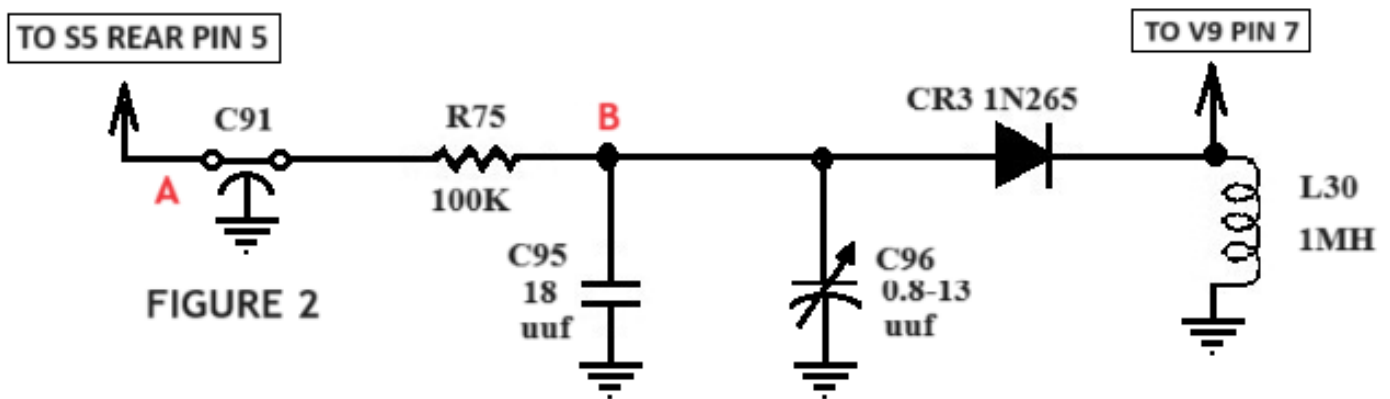 TO S5 REAR PIN 5
TO V9 PIN 7
C91
R75
B
CR3 1N265
A
100K
L30
1MH
C95
18
uuf
C96
0.8-13
uuf
FIGURE 2